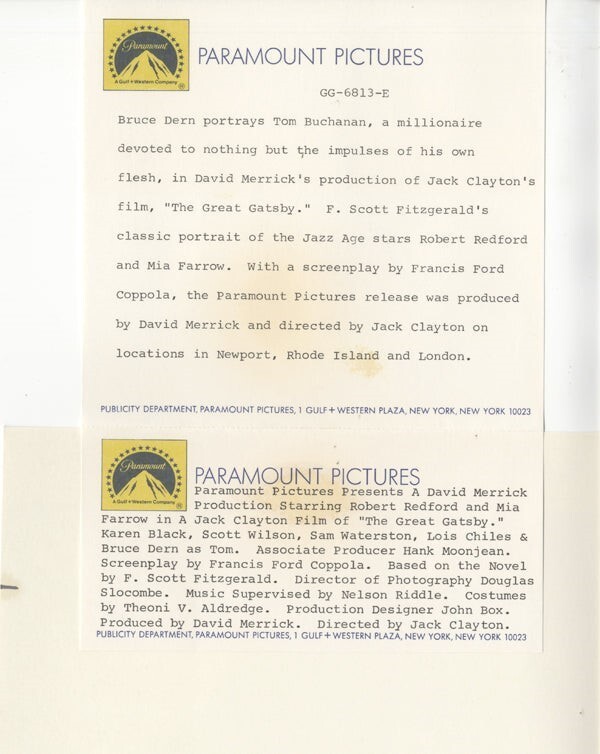 Paramount
A Gulf+Western Company
®
PARAMOUNT PICTURES
GG-6813-E
Bruce Dern portrays Tom Buchanan, a millionaire
devoted to nothing but the impulses of his own
flesh, in David Merrick's production of Jack Clayton's
film, "The Great Gatsby."  F. Scott Fitzgerald's
classic portrait of the Jazz Age stars Robert Redford
and Mia Farrow.  With a screenplay by Francis Ford
Coppola, the Paramount Pictures release was produced
by David Merrick and directed by Jack Clayton on
locations in Newport, Rhode Island and London.
PUBLICITY DEPARTMENT, PARAMOUNT PICTURES, 1 GULF+WESTERN PLAZA, NEW YORK, NEW YORK 10023
Paramount
A Gulf+Western Company
®
PARAMOUNT PICTURES
Paramount Pictures Presents A David Merrick
Production Starring Robert Redford and Mia
Farrow in A Jack Clayton Film of "The Great Gatsby."
Karen Black, Scott Wilson, Sam Waterston, Lois Chiles &
Bruce Dern as Tom.  Associate Producer Hank Moonjean.
Screenplay by Francis Ford Coppola.  Based on the Novel
by F. Scott Fitzgerald.  Director of Photography Douglas
Slocombe.  Music Supervised by Nelson Riddle.  Costumes
by Theoni V. Aldredge.  Production Designer John Box.
Produced by David Merrick.  Directed by Jack Clayton.
PUBLICITY DEPARTMENT, PARAMOUNT PICTURES, 1 GULF+WESTERN PLAZA, NEW YORK, NEW YORK 10023